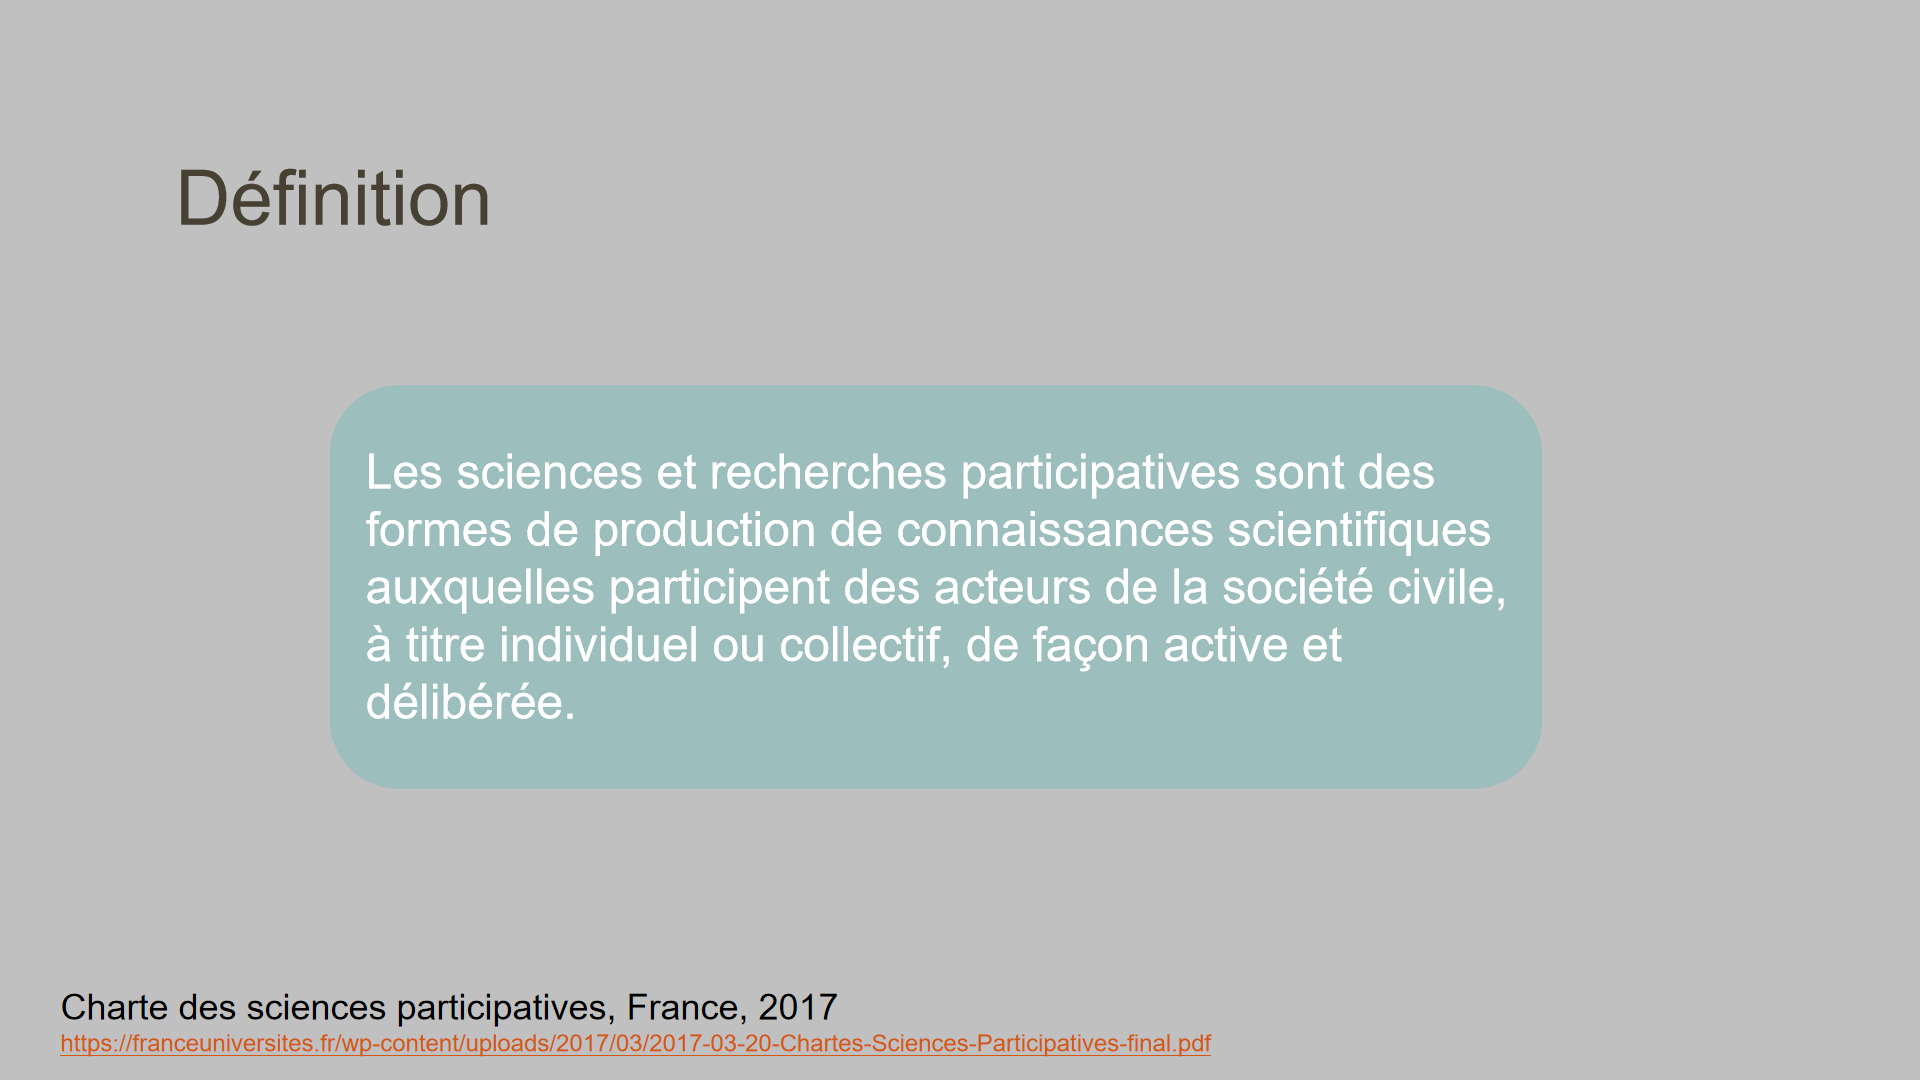 Définition
Les sciences et recherches participatives sont des
formes de production de connaissances scientifiques
auxquelles participent des acteurs de la société civile,
à titre individuel ou collectif, de façon active et
délibérée.
Charte des sciences participatives, France, 2017
https://franceuniversites.fr/wp-content/uploads/2017/03/2017-03-20-Chartes-Sciences-Participatives-final.pdf